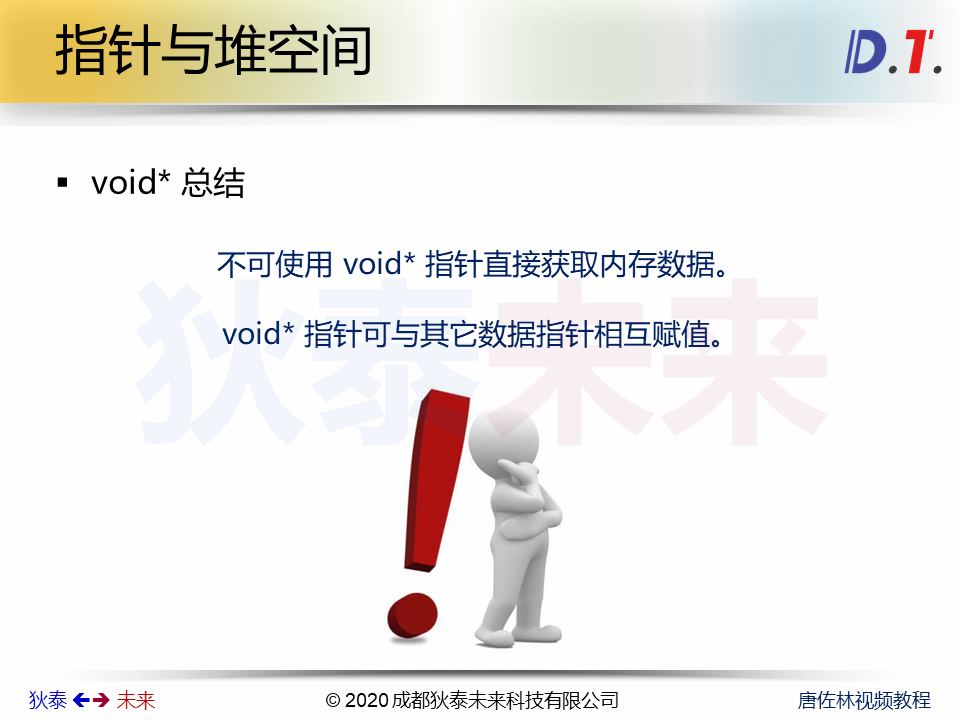 指针与堆空间
D.T.
▪ void* 总结
不可使用 void* 指针直接获取内存数据。
void* 指针可与其它数据指针相互赋值。
狄泰未来
狄泰 ←→ 未来
© 2020 成都狄泰未来科技有限公司
唐佐林视频教程